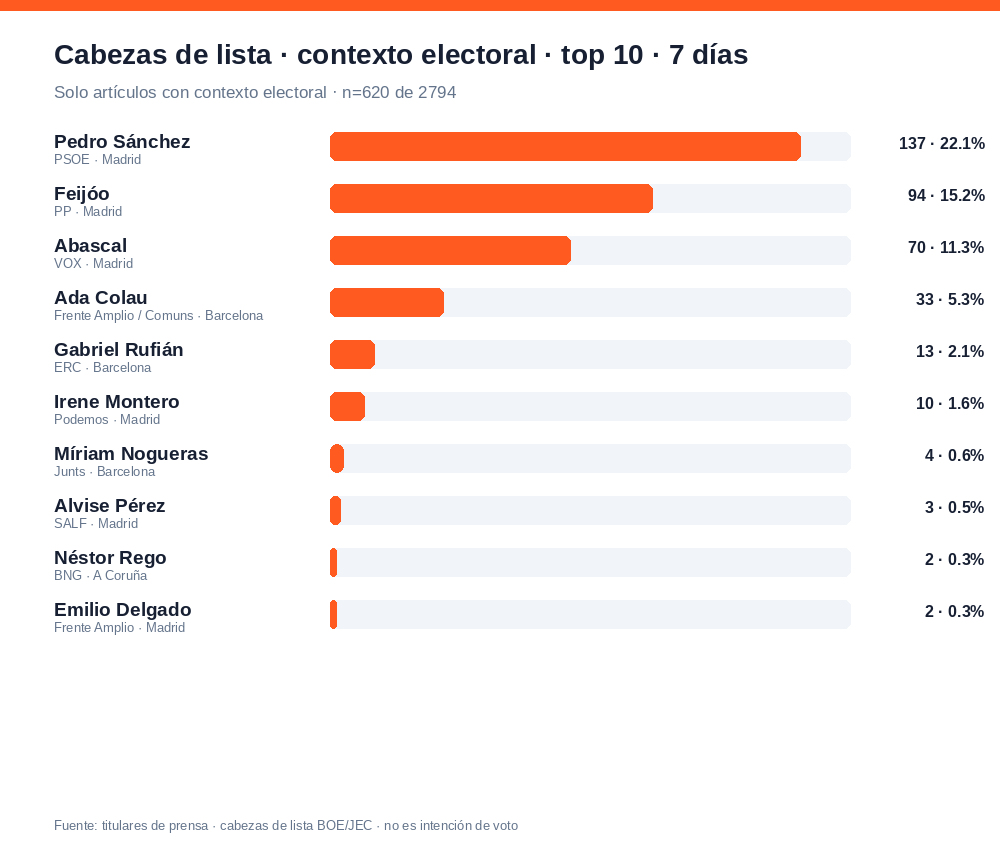 Cabezas de lista · contexto electoral · top 10 · 7 días
Solo artículos con contexto electoral · n=620 de 2794
Pedro Sánchez
PSOE · Madrid
137 · 22.1%
Feijóo
PP · Madrid
94 · 15.2%
Abascal
VOX · Madrid
70 · 11.3%
Ada Colau
Frente Amplio / Comuns · Barcelona
33 · 5.3%
Gabriel Rufián
ERC · Barcelona
13 · 2.1%
Irene Montero
Podemos · Madrid
10 · 1.6%
Míriam Nogueras
Junts · Barcelona
4 · 0.6%
Alvise Pérez
SALF · Madrid
3 · 0.5%
Néstor Rego
BNG · A Coruña
2 · 0.3%
Emilio Delgado
Frente Amplio · Madrid
2 · 0.3%
Fuente: titulares de prensa · cabezas de lista BOE/JEC · no es intención de voto